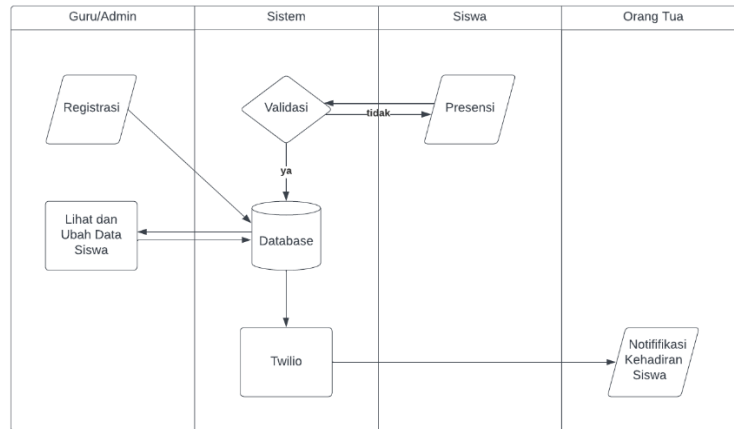 Guru/Admin
Sistem
Siswa
Orang Tua
Registrasi
Validasi
tidak
Presensi
ya
Lihat dan
Ubah Data
Siswa
Database
Twilio
Notififikasi
Kehadiran
Siswa